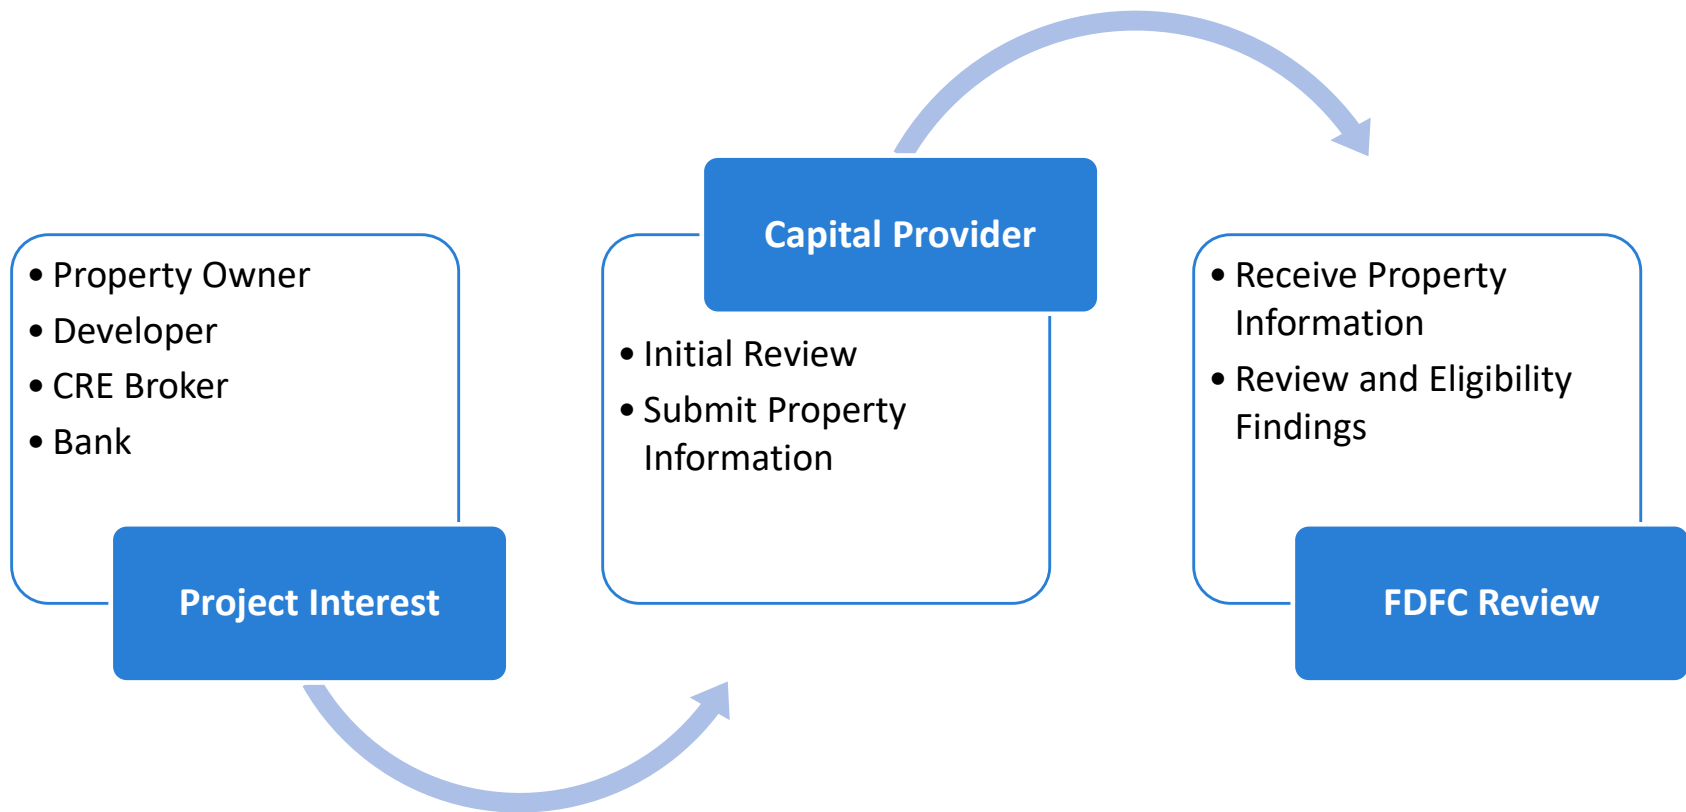 • Property Owner
• Developer
• CRE Broker
• Bank
Project Interest
Capital Provider
• Initial Review
• Submit Property
Information
• Receive Property
Information
• Review and Eligibility
Findings
FDFC Review